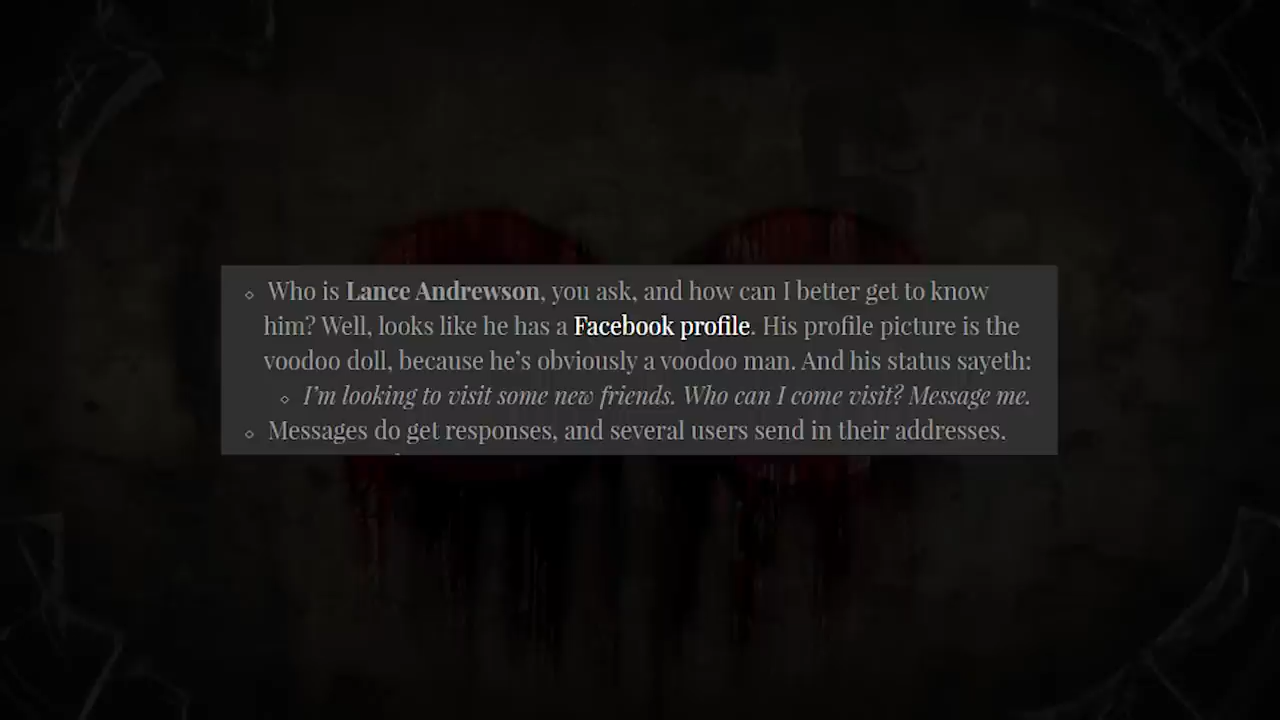 ◇ Who is Lance Andrewson, you ask, and how can I better get to know
him? Well, looks like he has a Facebook profile. His profile picture is the
voodoo doll, because he’s obviously a voodoo man. And his status sayeth:
◇ I’m looking to visit some new friends. Who can I come visit? Message me.
◇ Messages do get responses, and several users send in their addresses.